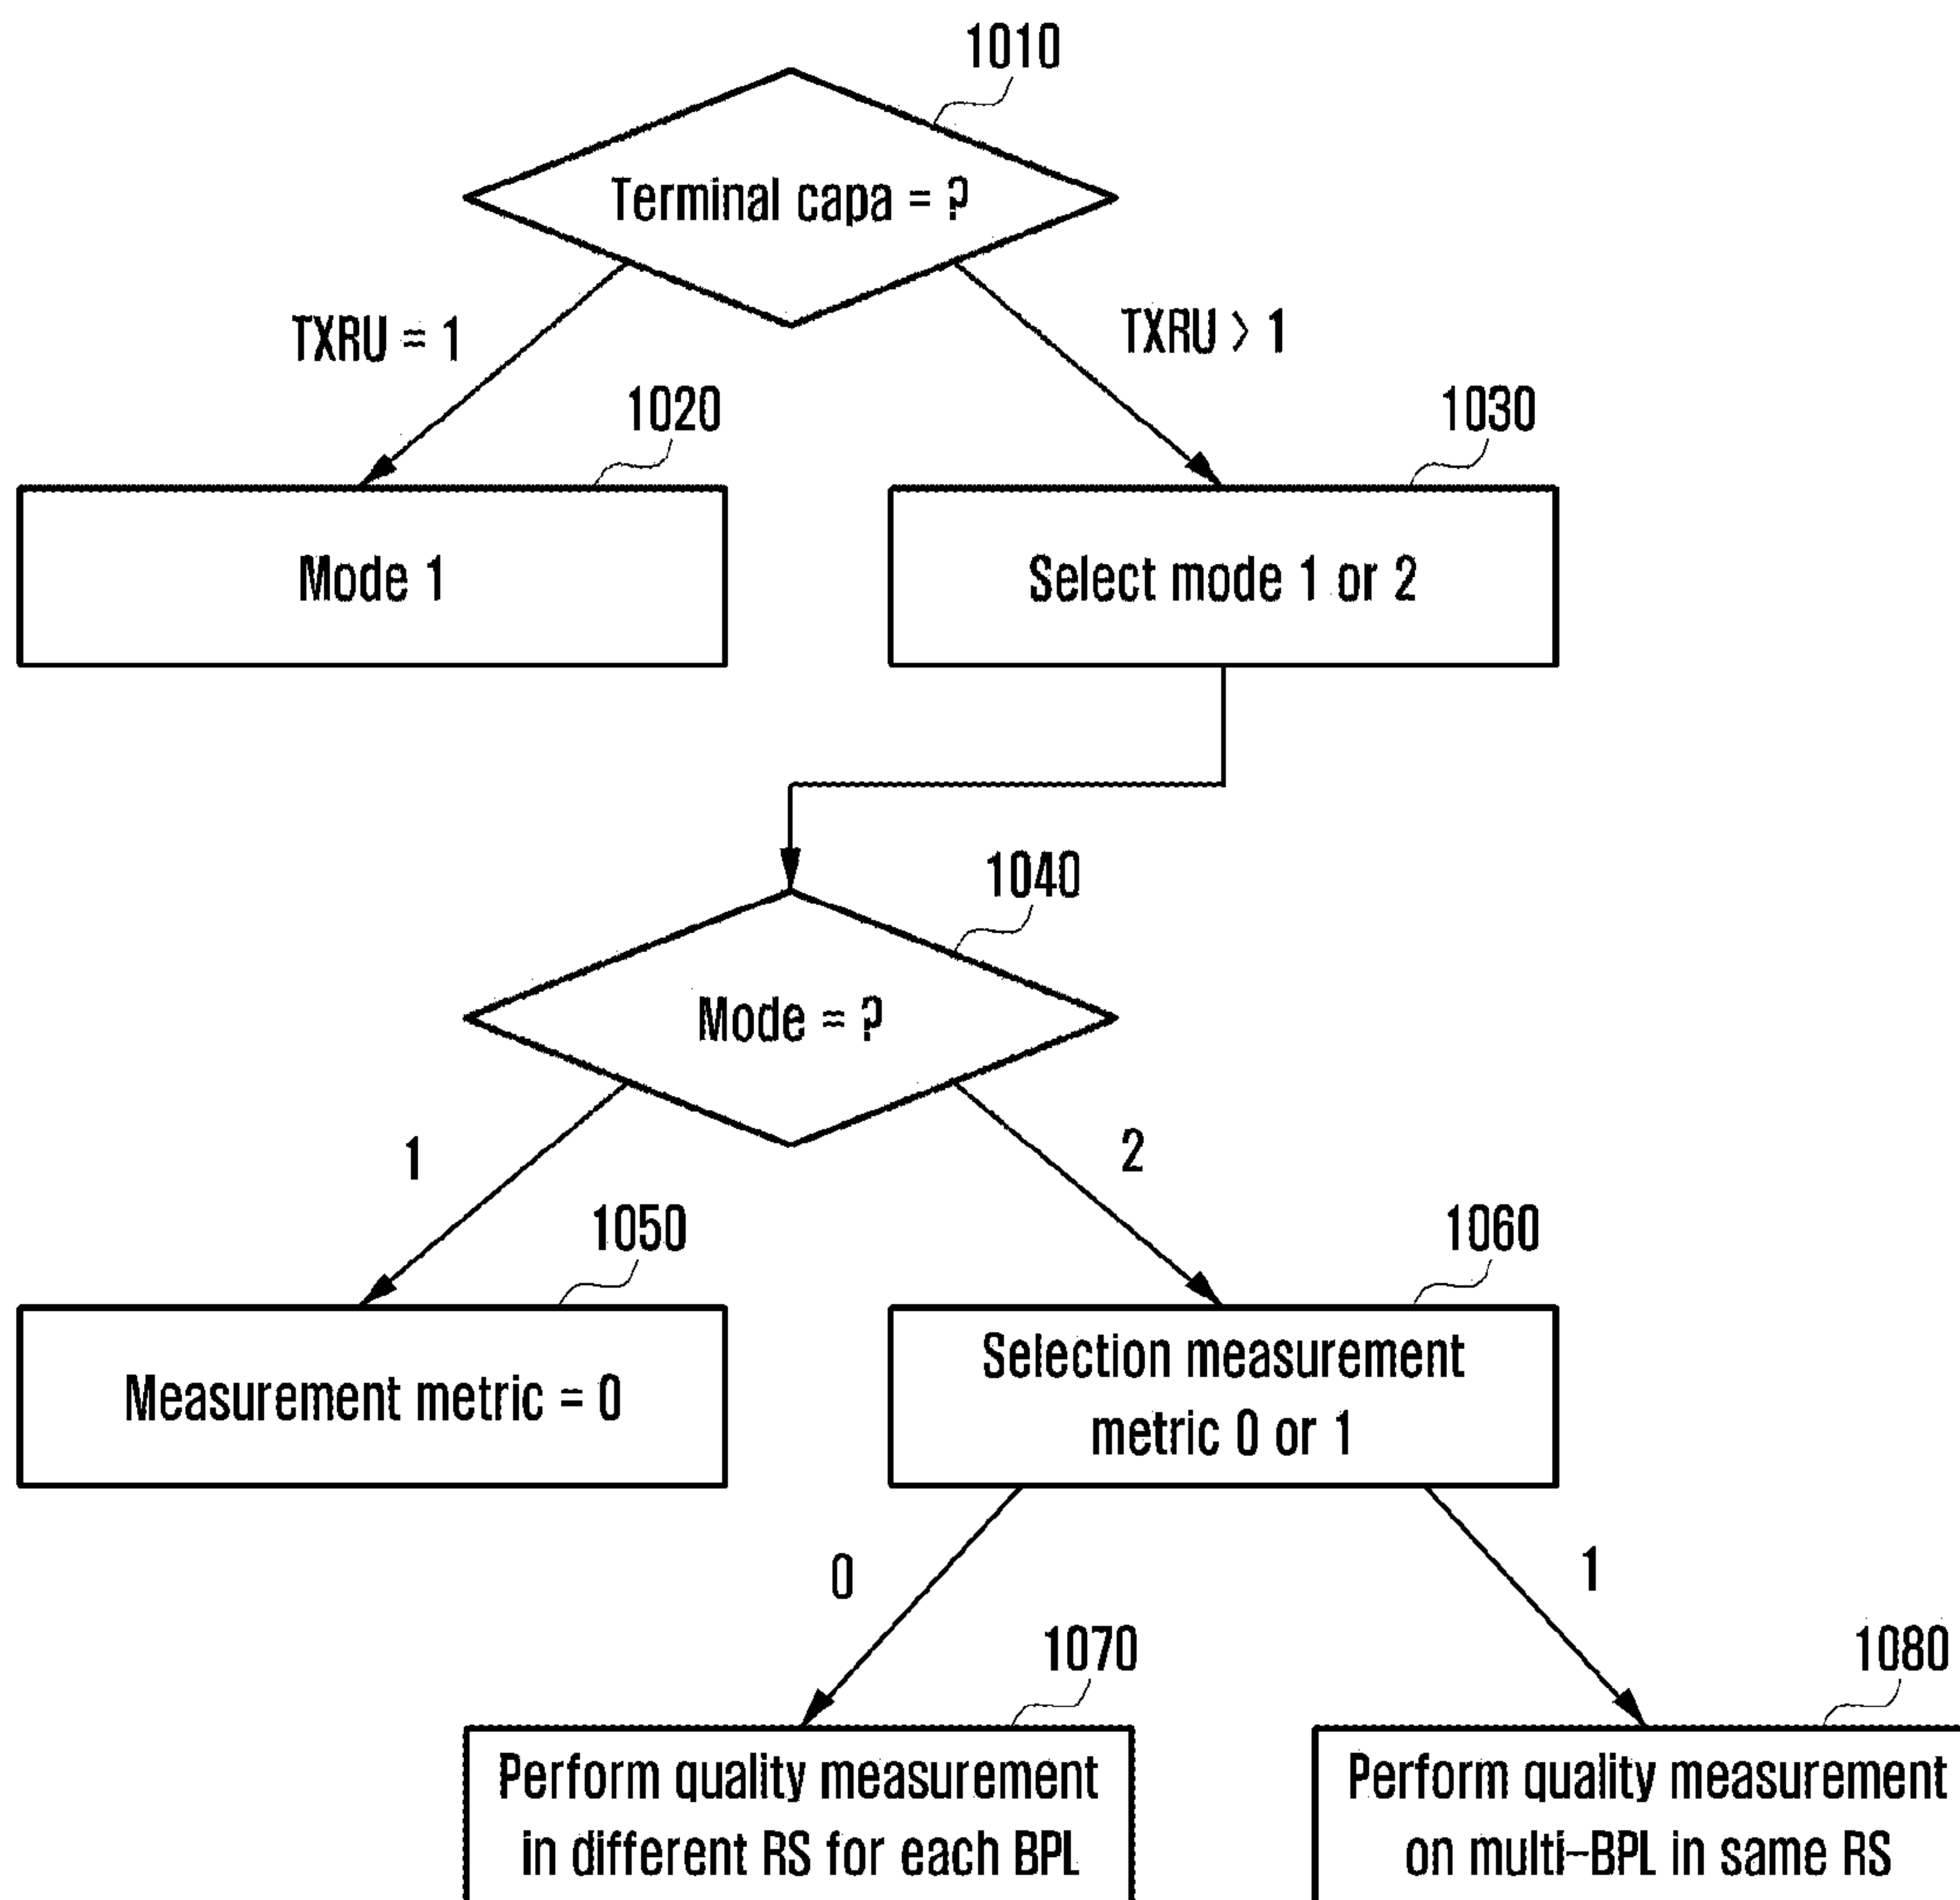 1010
Terminal capa = ?
TXRU = 1
TXRU > 1
1020
1030
Mode 1
Select mode 1 or 2
1040
Mode = ?
1
2
1050
1060
Measurement metric = 0
Selection measurement
metric 0 or 1
0
1
1070
1080
Perform quality measurement
in different RS for each BPL
Perform quality measurement
on multi-BPL in same RS